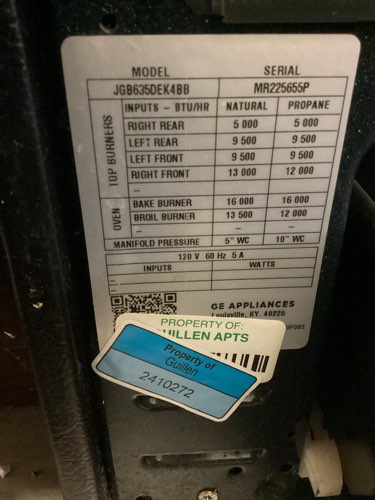 MODEL SERIAL
JGB635DEK4BB MR225655P
INPUTS - BTU/HR NATURAL PROPANE
TOP BURNERS
RIGHT REAR 5 000 5 000
LEFT REAR 9 500 9 500
LEFT FRONT 9 500 9 500
RIGHT FRONT 13 000 12 000
–
OVEN
BAKE BURNER 16 000 16 000
BROIL BURNER 13 500 12 000
–
MANIFOLD PRESSURE 5" WC 10" WC
120 V 60 Hz 5 A
INPUTS WATTS
–
GE APPLIANCES
Louisville, KY. 40225
PROPERTY OF:
GUILLEN APTS
Property of
Guillen
2410272